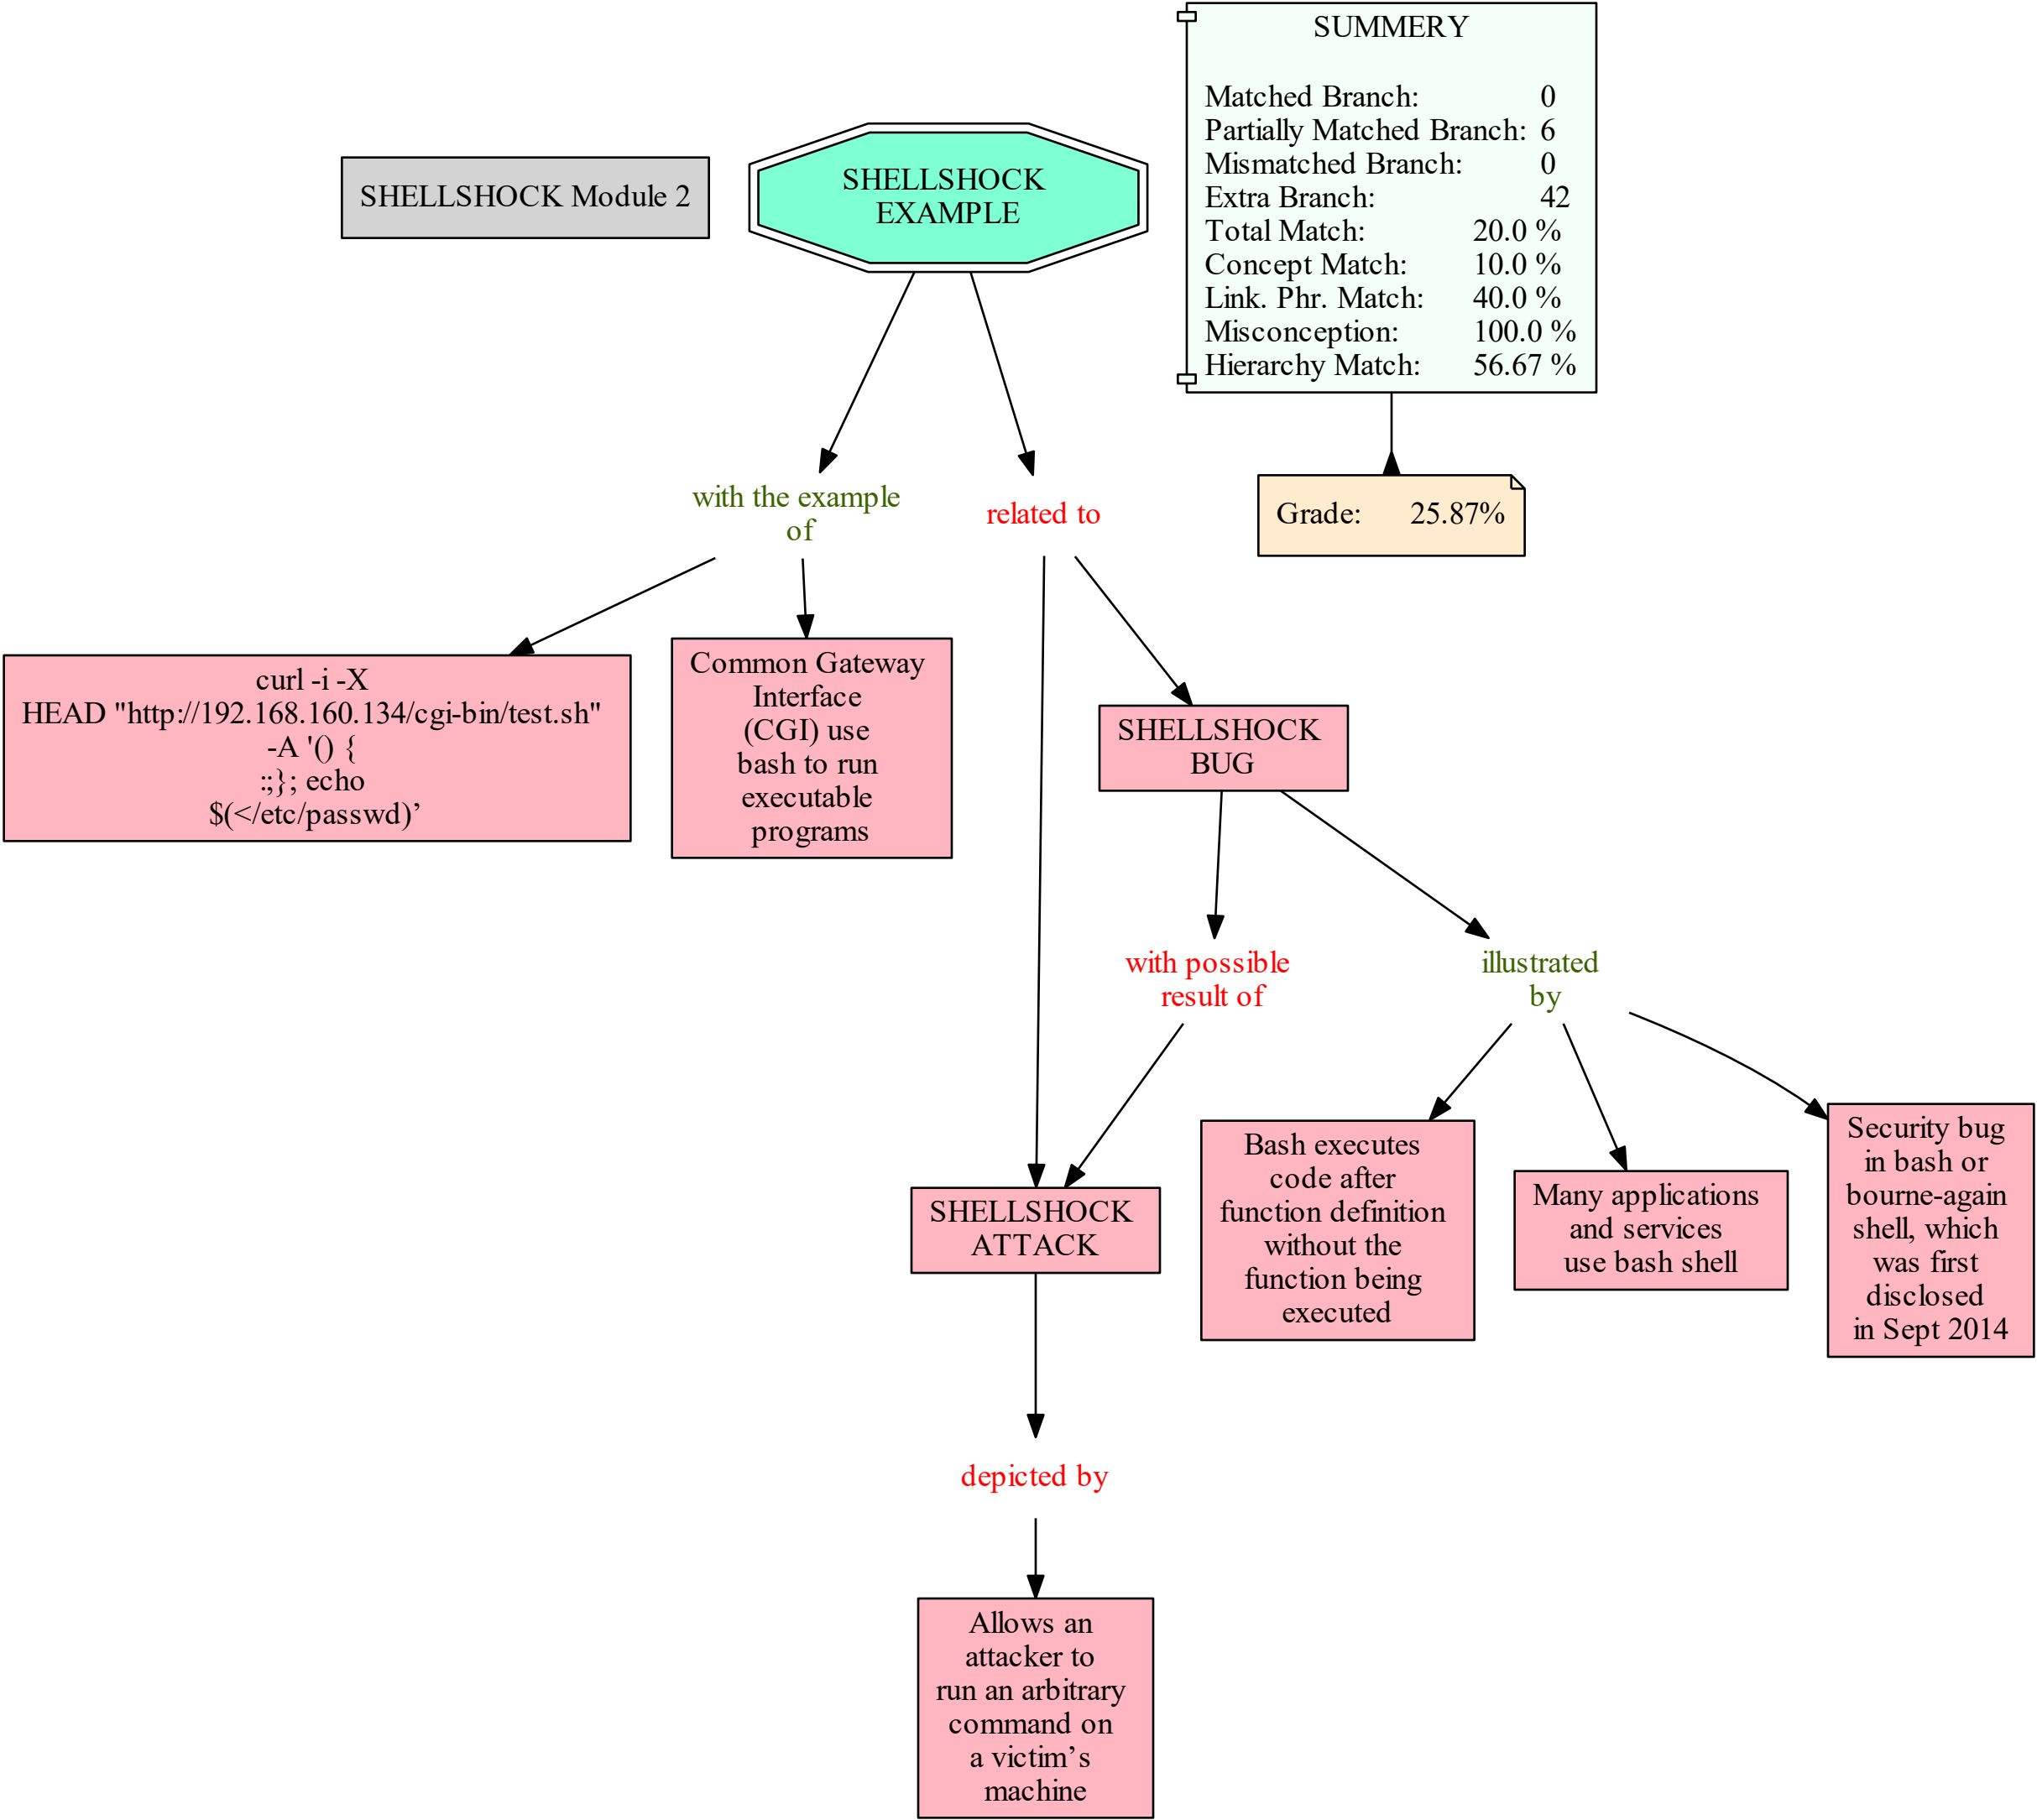 SUMMERY
Matched Branch: 0
Partially Matched Branch: 6
Mismatched Branch: 0
Extra Branch: 42
Total Match: 20.0 %
Concept Match: 10.0 %
Link. Phr. Match: 40.0 %
Misconception: 100.0 %
Hierarchy Match: 56.67 %
SHELLSHOCK Module 2
SHELLSHOCK
EXAMPLE
with the example
of
related to
Grade: 25.87%
curl -i -X
HEAD "http://192.168.160.134/cgi-bin/test.sh"
-A '() {
:;}; echo
$(</etc/passwd)’
Common Gateway
Interface
(CGI) use
bash to run
executable
programs
SHELLSHOCK
BUG
with possible
result of
illustrated
by
SHELLSHOCK
ATTACK
Bash executes
code after
function definition
without the
function being
executed
Many applications
and services
use bash shell
Security bug
in bash or
bourne-again
shell, which
was first
disclosed
in Sept 2014
depicted by
Allows an
attacker to
run an arbitrary
command on
a victim’s
machine